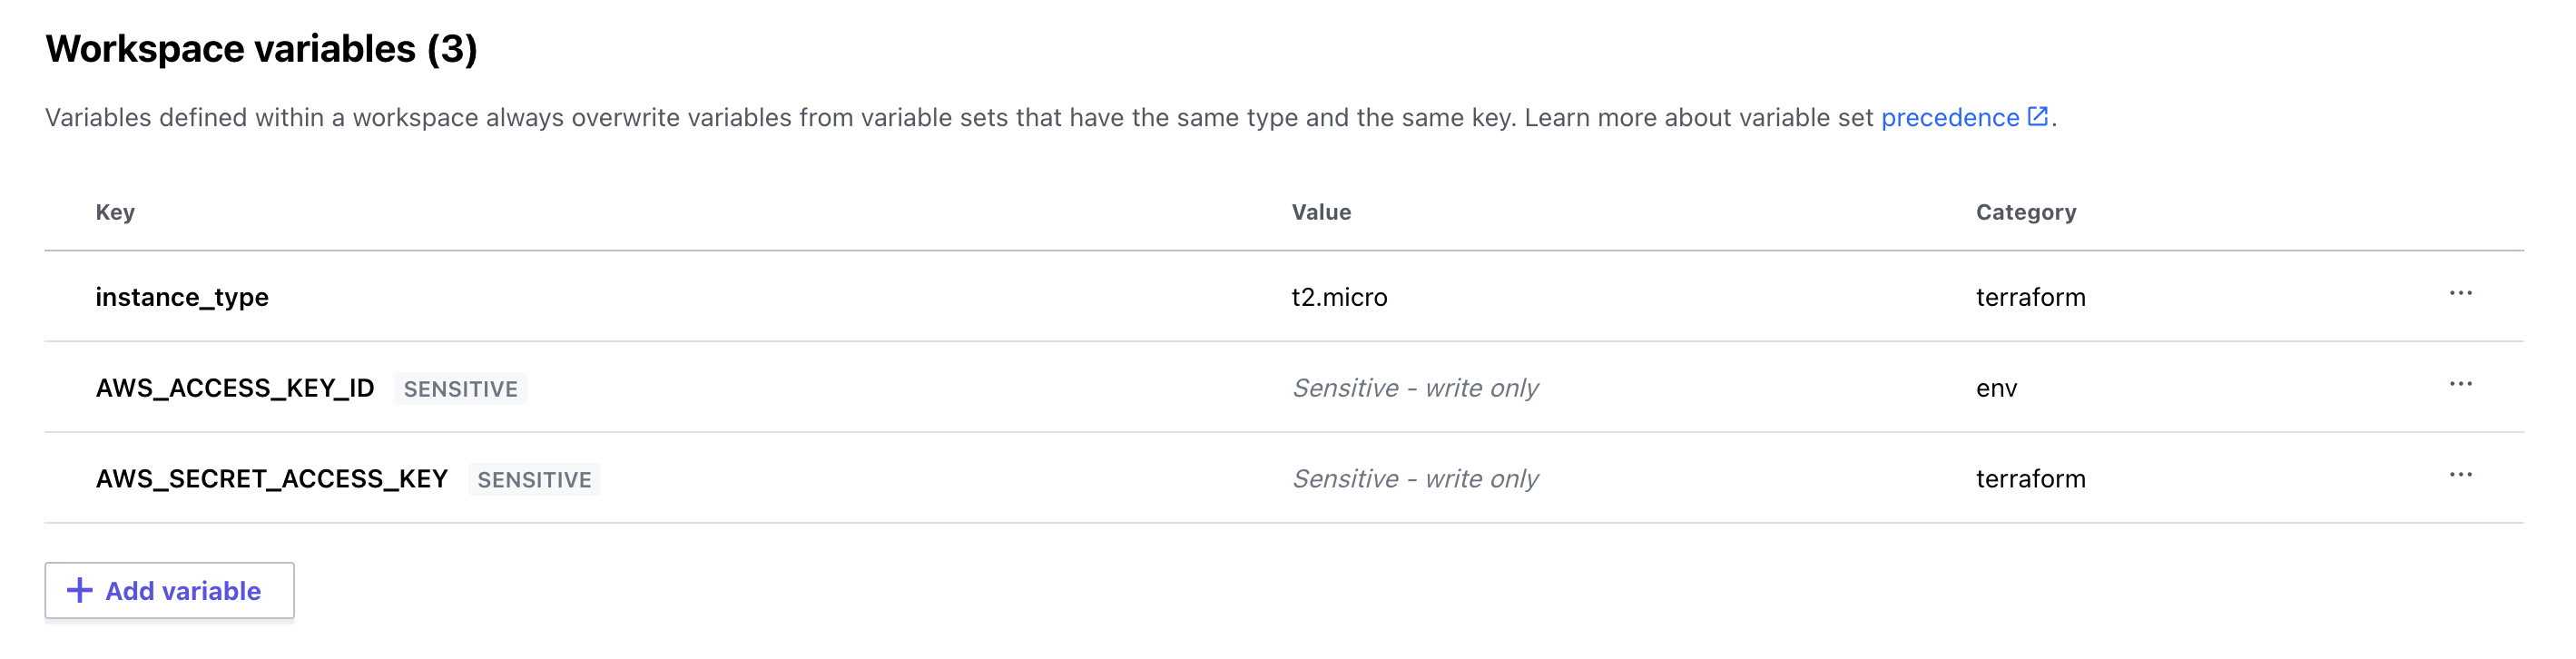 Workspace variables (3)
Variables defined within a workspace always overwrite variables from variable sets that have the same type and the same key. Learn more about variable set precedence.
Key Value Category
instance_type t2.micro terraform
AWS_ACCESS_KEY_ID SENSITIVE Sensitive - write only env
AWS_SECRET_ACCESS_KEY SENSITIVE Sensitive - write only terraform
Add variable